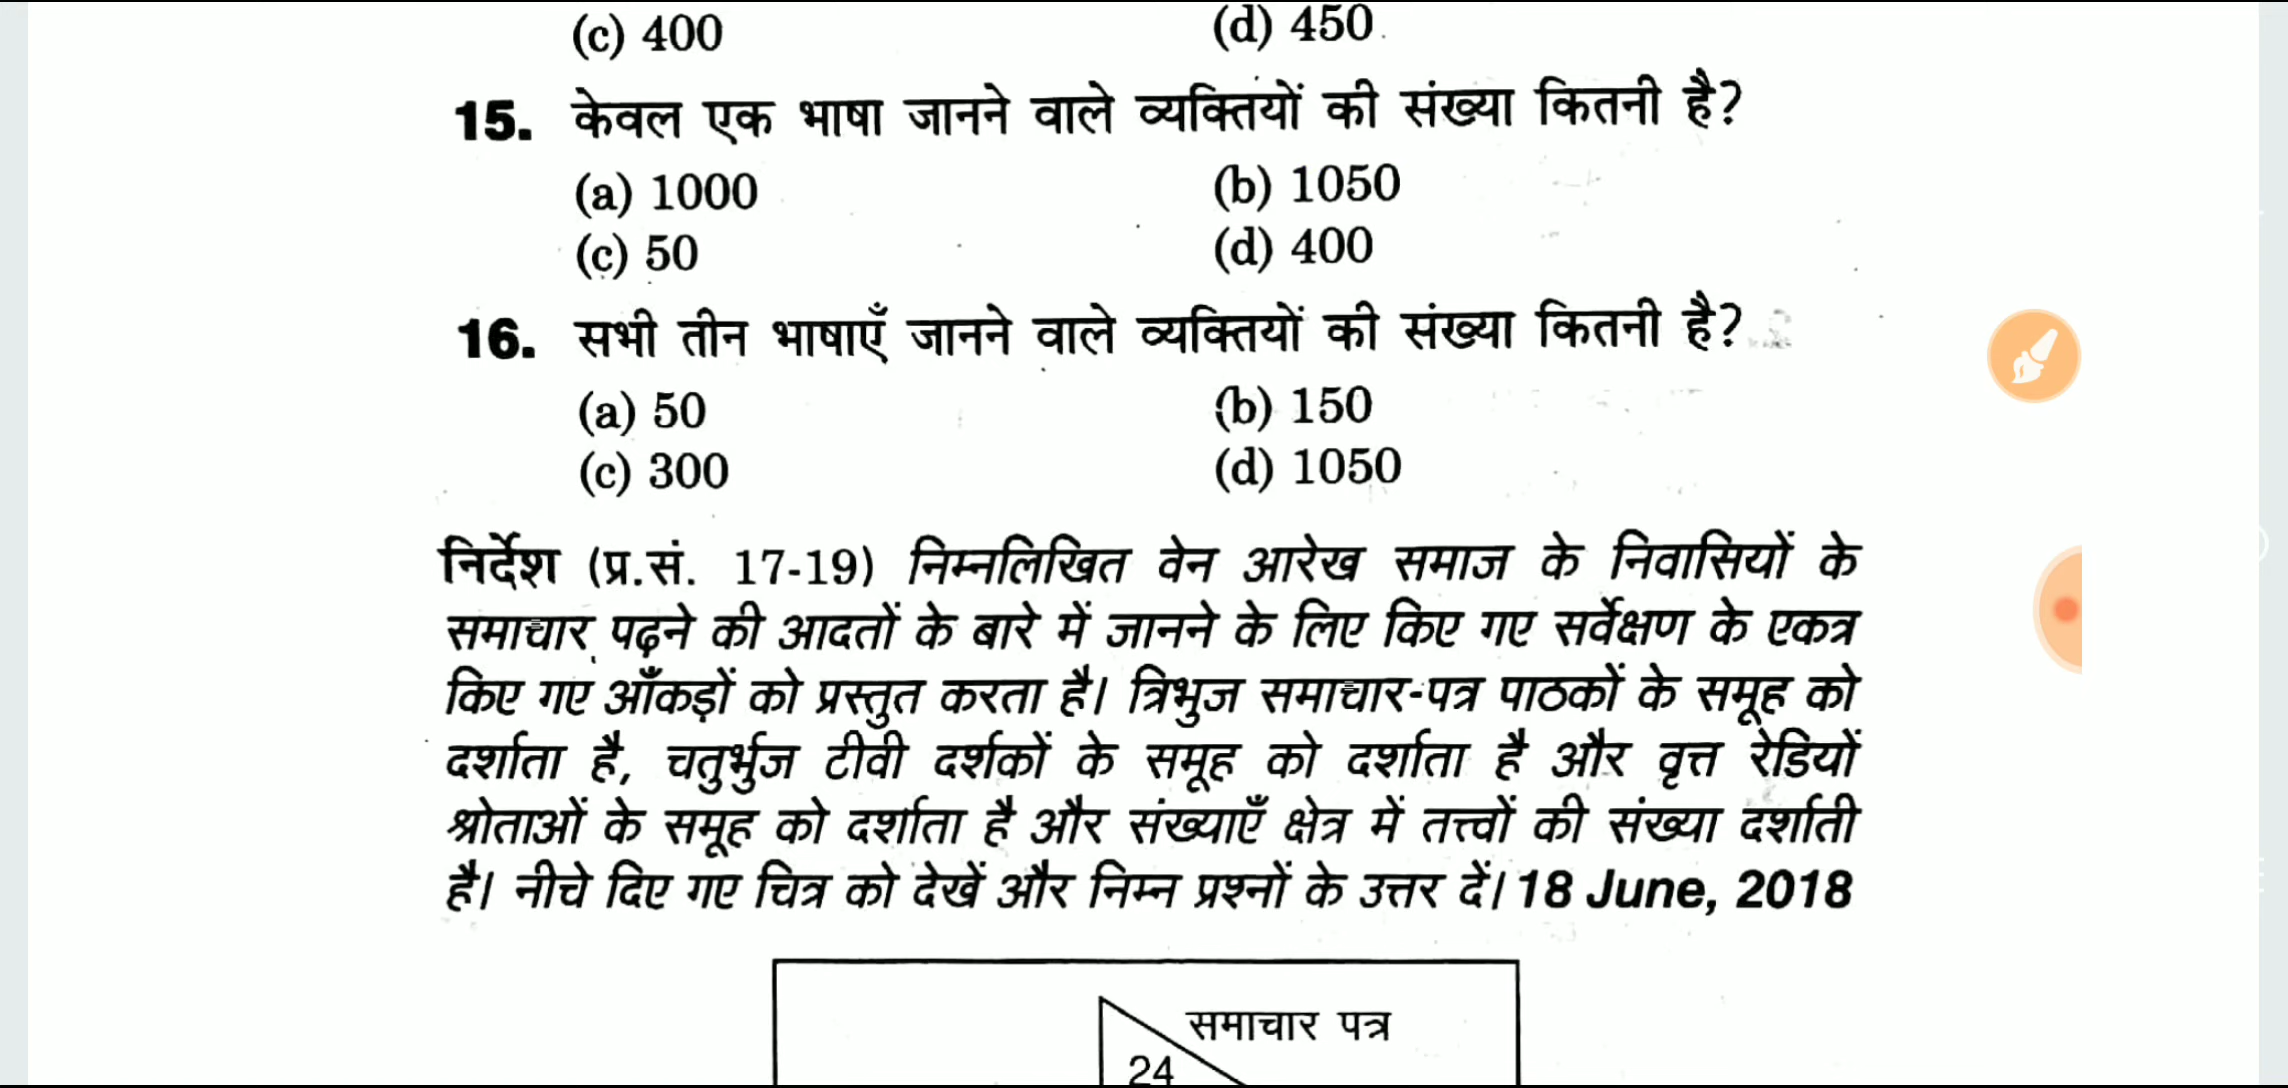 (c) 400 (d) 450
15. केवल एक भाषा जानने वाले व्यक्तियों की संख्या कितनी है?
(a) 1000 (b) 1050
(c) 50 (d) 400
16. सभी तीन भाषाएँ जानने वाले व्यक्तियों की संख्या कितनी है?
(a) 50 (b) 150
(c) 300 (d) 1050
निर्देश (प्र.सं. 17-19) निम्नलिखित वेन आरेख समाज के निवासियों के
समाचार पढ़ने की आदतों के बारे में जानने के लिए किए गए सर्वेक्षण के एकत्र
किए गए आँकड़ों को प्रस्तुत करता है। त्रिभुज समाचार-पत्र पाठकों के समूह को
दर्शाता है, चतुर्भुज टीवी दर्शकों के समूह को दर्शाता है और वृत्त रेडियों
श्रोताओं के समूह को दर्शाता है और संख्याएँ क्षेत्र में तत्त्वों की संख्या दर्शाती
है। नीचे दिए गए चित्र को देखें और निम्न प्रश्नों के उत्तर दें। 18 June, 2018
समाचार पत्र
24